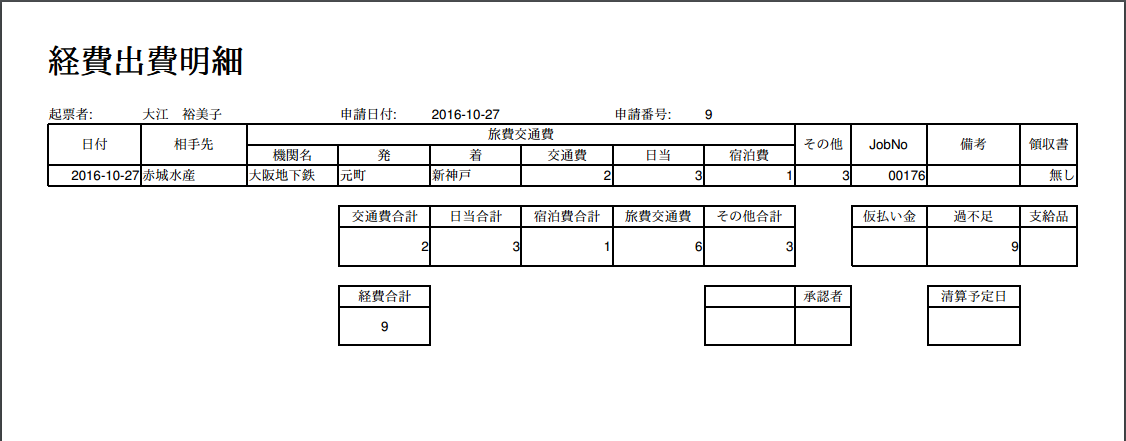 経費出費明細
起票者: 大江　裕美子 申請日付: 2016-10-27 申請番号: 9
旅費交通費
日付 相手先 その他 JobNo 備考 領収書
機関名 発 着 交通費 日当 宿泊費
2016-10-27 赤城水産 大阪地下鉄 元町 新神戸 2 3 1 3 00176 無し
交通費合計 日当合計 宿泊費合計 旅費交通費 その他合計 仮払い金 過不足 支給品
2 3 1 6 3 9
経費合計 承認者 清算予定日
9